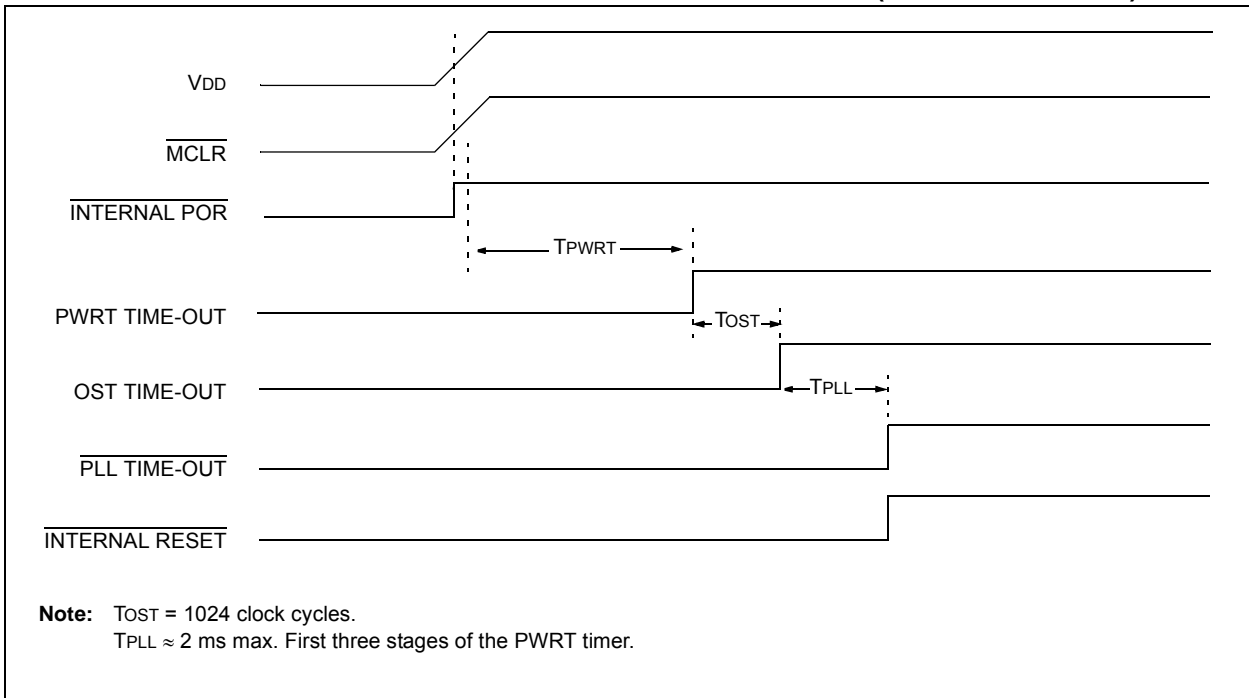 VDD
MCLR
INTERNAL POR
TPWRT
PWRT TIME-OUT
TOST
OST TIME-OUT
TPLL
PLL TIME-OUT
INTERNAL RESET
Note: TOST = 1024 clock cycles.
TPLL ≈ 2 ms max. First three stages of the PWRT timer.